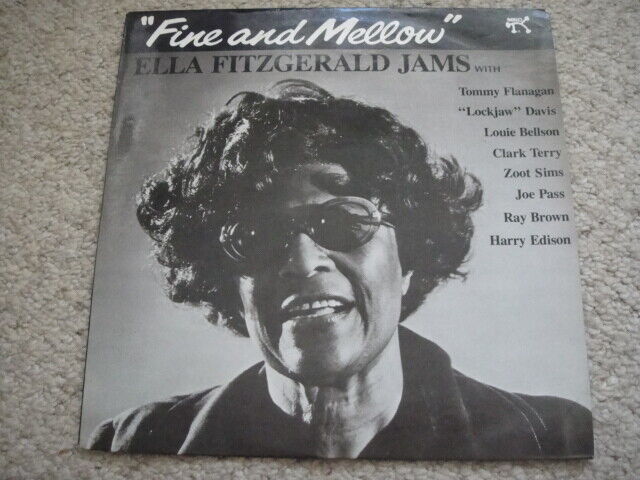 "Fine and Mellow"
ELLA FITZGERALD JAMS WITH
Tommy Flanagan
"Lockjaw" Davis
Louie Bellson
Clark Terry
Zoot Sims
Joe Pass
Ray Brown
Harry Edison